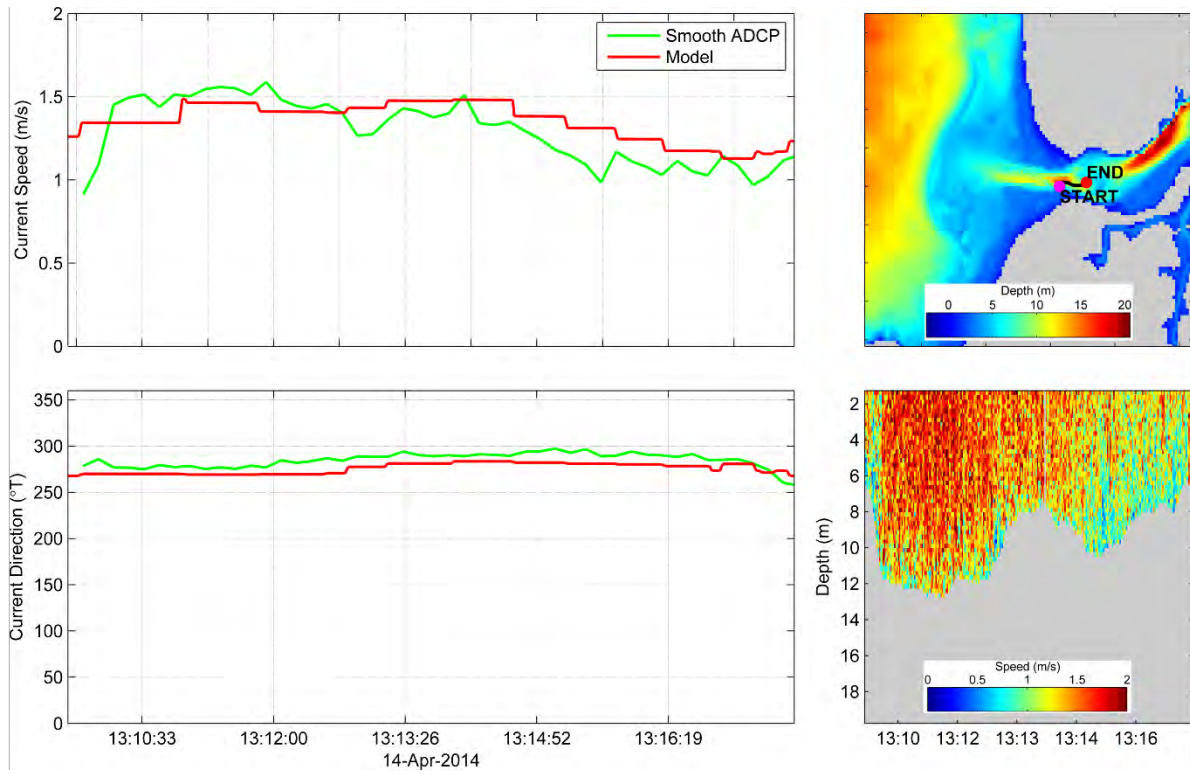 Current Speed (m/s)
2
1.5
1
0.5
0
Smooth ADCP
Model
END
START
Depth (m)
0 5 10 15 20
Current Direction (°T)
350
300
250
200
150
100
50
0
13:10:33 13:12:00 13:13:26 13:14:52 13:16:19
14-Apr-2014
Depth (m)
2
4
6
8
10
12
14
16
18
Speed (m/s)
0 0.5 1 1.5 2
13:10 13:12 13:13 13:14 13:16